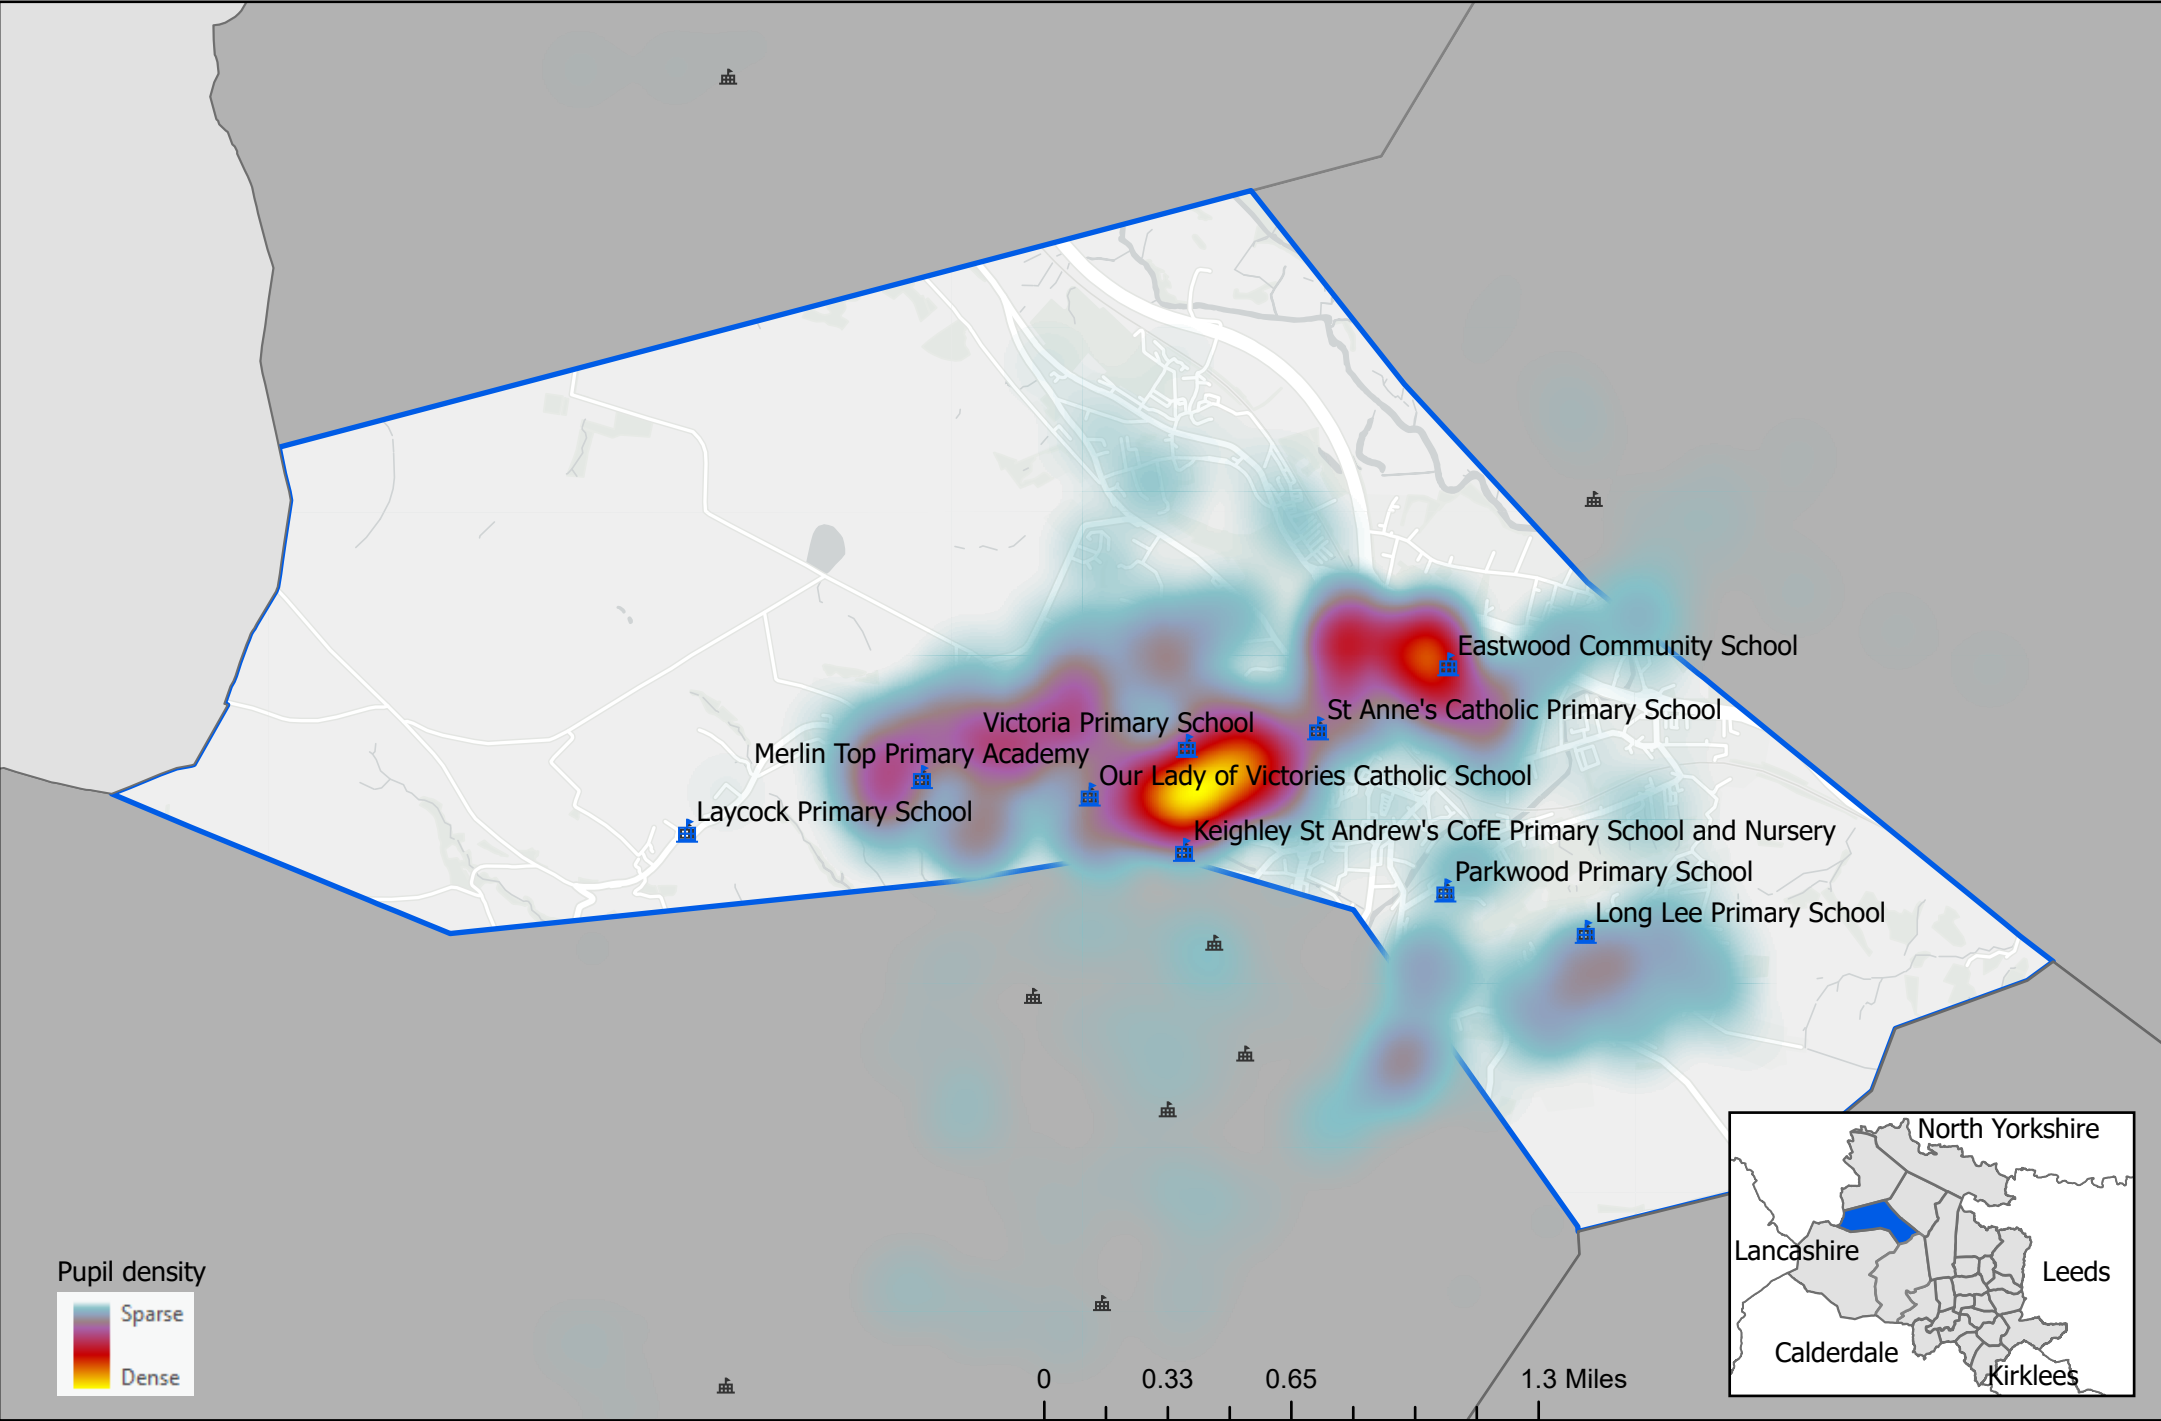 Eastwood Community School
St Anne's Catholic Primary School
Victoria Primary School
Merlin Top Primary Academy
Our Lady of Victories Catholic School
Laycock Primary School
Keighley St Andrew's CofE Primary School and Nursery
Parkwood Primary School
Long Lee Primary School
North Yorkshire
Lancashire
Leeds
Calderdale
Kirklees
Pupil density
Sparse
Dense
0 0.33 0.65 1.3 Miles